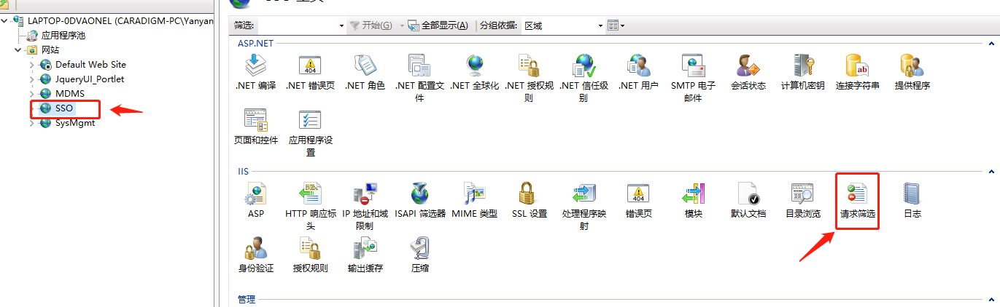 SSO 主页
LAPTOP-0DVAONEL (CARADIGM-PC\Yanyan
应用程序池
网站
Default Web Site
JqueryUI_Portlet
MDMS
SSO
SysMgmt
筛选: 开始(G) 全部显示(A) 分组依据: 区域
ASP.NET
.NET 编译
.NET 错误页
.NET 角色
.NET 配置文
件
.NET 全球化
.NET 授权规
则
.NET 信任级
别
.NET 用户
SMTP 电子
邮件
会话状态
计算机密钥
连接字符串
提供程序
页面和控件
应用程序设
置
IIS
ASP
HTTP 响应标
头
IP 地址和域
限制
ISAPI 筛选器
MIME 类型
SSL 设置
处理程序映
射
错误页
模块
默认文档
目录浏览
请求筛选
日志
身份验证
授权规则
输出缓存
压缩
管理